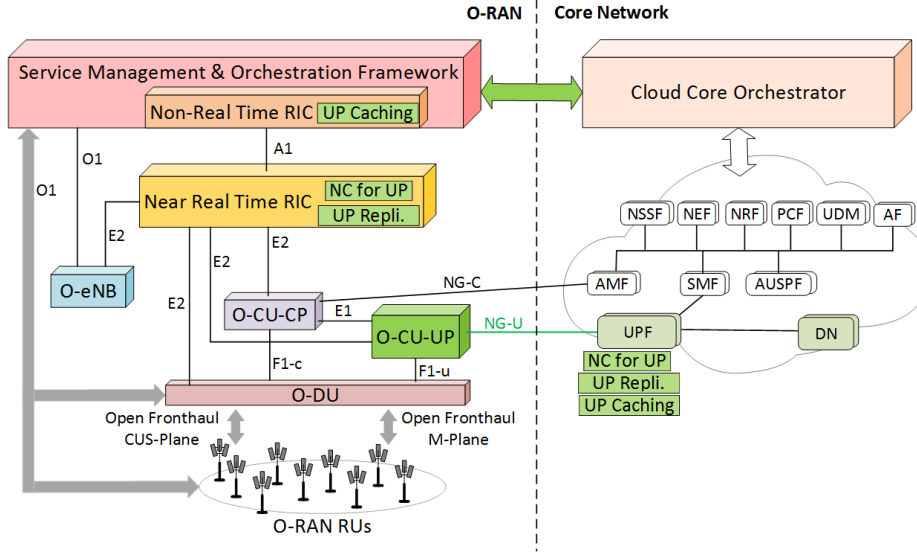 O-RAN
Core Network
Service Management & Orchestration Framework
Non-Real Time RIC
UP Caching
Cloud Core Orchestrator
A1
O1
O1
Near Real Time RIC
NC for UP
UP Repli.
E2
E2
E2
E2
NSSF
NEF
NRF
PCF
UDM
AF
O-eNB
O-CU-CP
E1
O-CU-UP
NG-C
NG-U
AMF
SMF
AUSPF
UPF
DN
NC for UP
UP Repli.
UP Caching
F1-c
F1-u
O-DU
Open Fronthaul
CUS-Plane
Open Fronthaul
M-Plane
O-RAN RUs